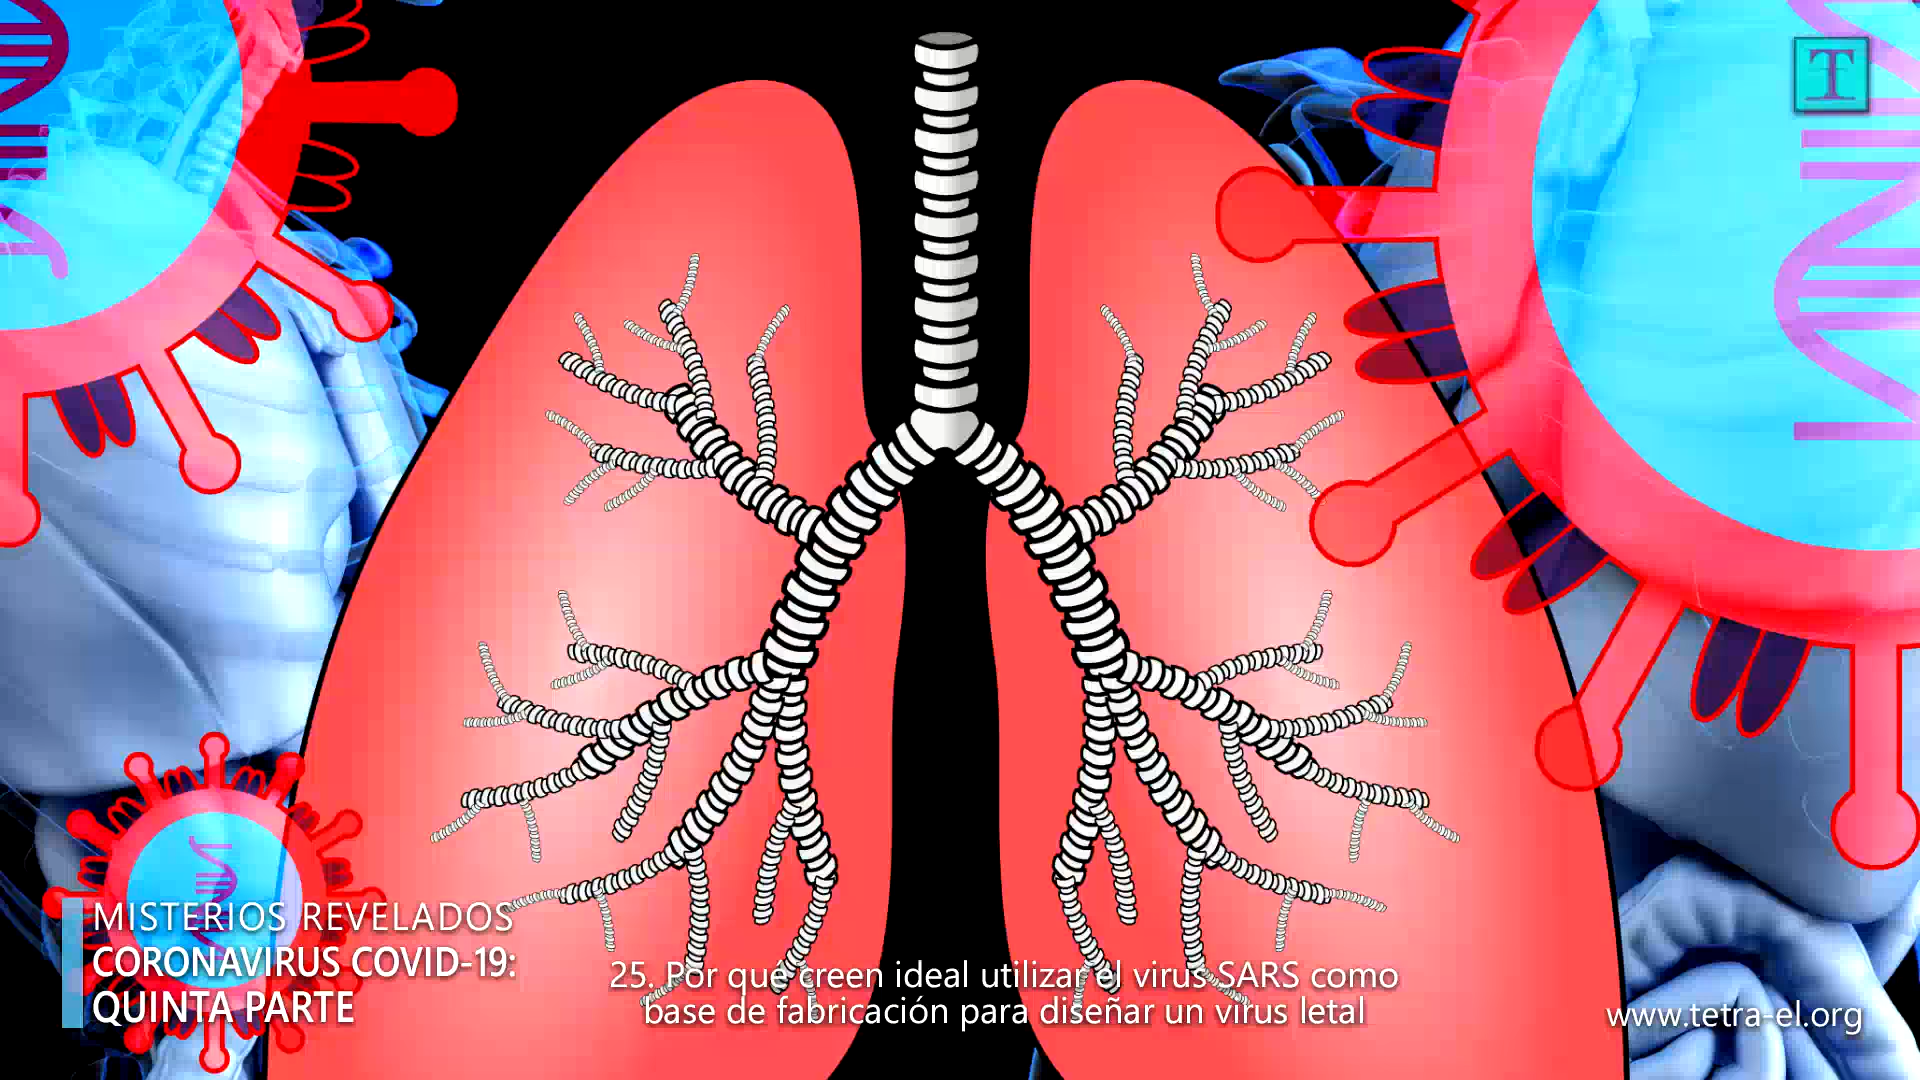 T
MISTERIOS REVELADOS
CORONAVIRUS COVID-19:
QUINTA PARTE
25. Por qué creen ideal utilizar el virus SARS como
base de fabricación para diseñar un virus letal
www.tetra-el.org